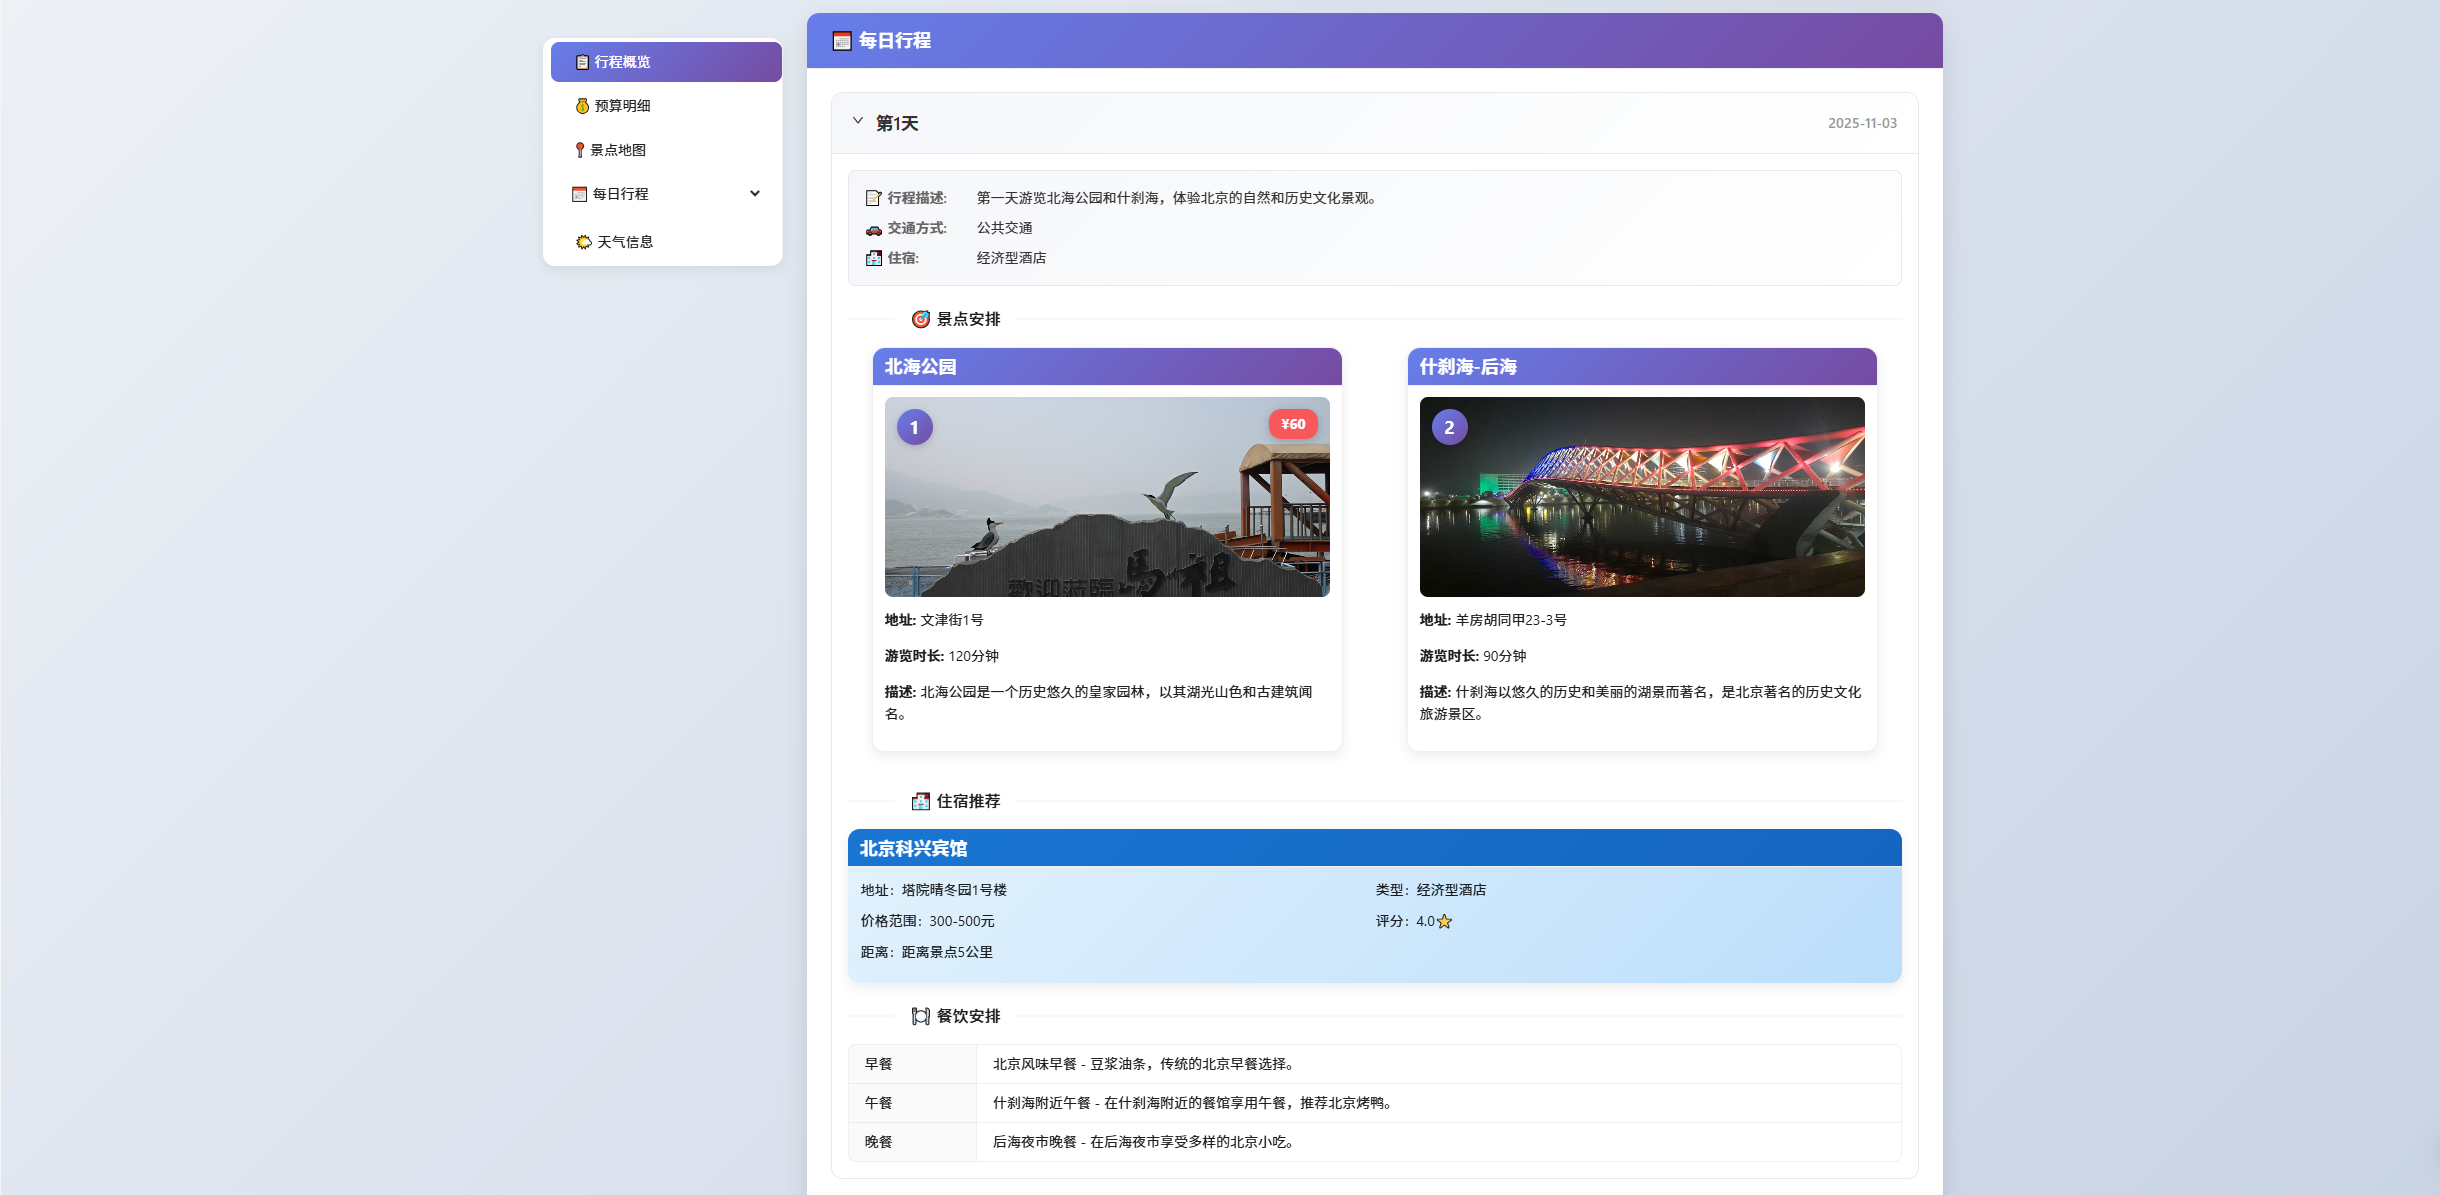 行程概览
预算明细
景点地图
每日行程
天气信息
每日行程
第1天
2025-11-03
行程描述: 第一天游览北海公园和什刹海，体验北京的自然和历史文化景观。
交通方式: 公共交通
住宿: 经济型酒店
景点安排
北海公园
1
¥60
歡迎蒞臨馬祖
地址: 文津街1号
游览时长: 120分钟
描述: 北海公园是一个历史悠久的皇家园林，以其湖光山色和古建筑闻
名。
什刹海-后海
2
地址: 羊房胡同甲23-3号
游览时长: 90分钟
描述: 什刹海以悠久的历史和美丽的湖景而著名，是北京著名的历史文化
旅游景区。
住宿推荐
北京科兴宾馆
地址：塔院晴冬园1号楼
类型：经济型酒店
价格范围：300-500元
评分：4.0⭐
距离：距离景点5公里
餐饮安排
早餐 北京风味早餐 - 豆浆油条，传统的北京早餐选择。
午餐 什刹海附近午餐 - 在什刹海附近的餐馆享用午餐，推荐北京烤鸭。
晚餐 后海夜市晚餐 - 在后海夜市享受多样的北京小吃。